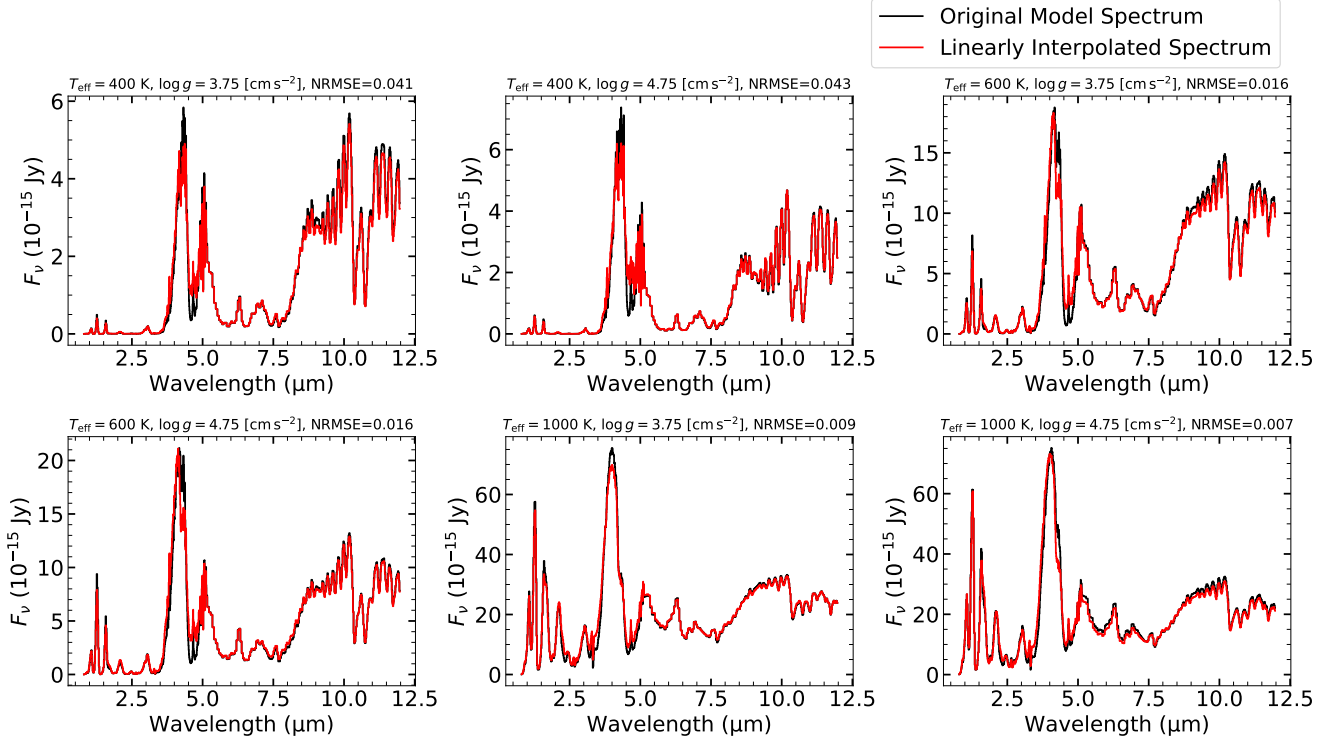 Original Model Spectrum
Linearly Interpolated Spectrum
T_eff = 400 K, log g = 3.75 [cm s⁻²], NRMSE=0.041
F_ν (10⁻¹⁵ Jy)
6
4
2
0
2.5 5.0 7.5 10.0 12.5
Wavelength (μm)
T_eff = 400 K, log g = 4.75 [cm s⁻²], NRMSE=0.043
F_ν (10⁻¹⁵ Jy)
6
4
2
0
2.5 5.0 7.5 10.0 12.5
Wavelength (μm)
T_eff = 600 K, log g = 3.75 [cm s⁻²], NRMSE=0.016
F_ν (10⁻¹⁵ Jy)
15
10
5
0
2.5 5.0 7.5 10.0 12.5
Wavelength (μm)
T_eff = 600 K, log g = 4.75 [cm s⁻²], NRMSE=0.016
F_ν (10⁻¹⁵ Jy)
20
15
10
5
0
2.5 5.0 7.5 10.0 12.5
Wavelength (μm)
T_eff = 1000 K, log g = 3.75 [cm s⁻²], NRMSE=0.009
F_ν (10⁻¹⁵ Jy)
60
40
20
0
2.5 5.0 7.5 10.0 12.5
Wavelength (μm)
T_eff = 1000 K, log g = 4.75 [cm s⁻²], NRMSE=0.007
F_ν (10⁻¹⁵ Jy)
60
40
20
0
2.5 5.0 7.5 10.0 12.5
Wavelength (μm)